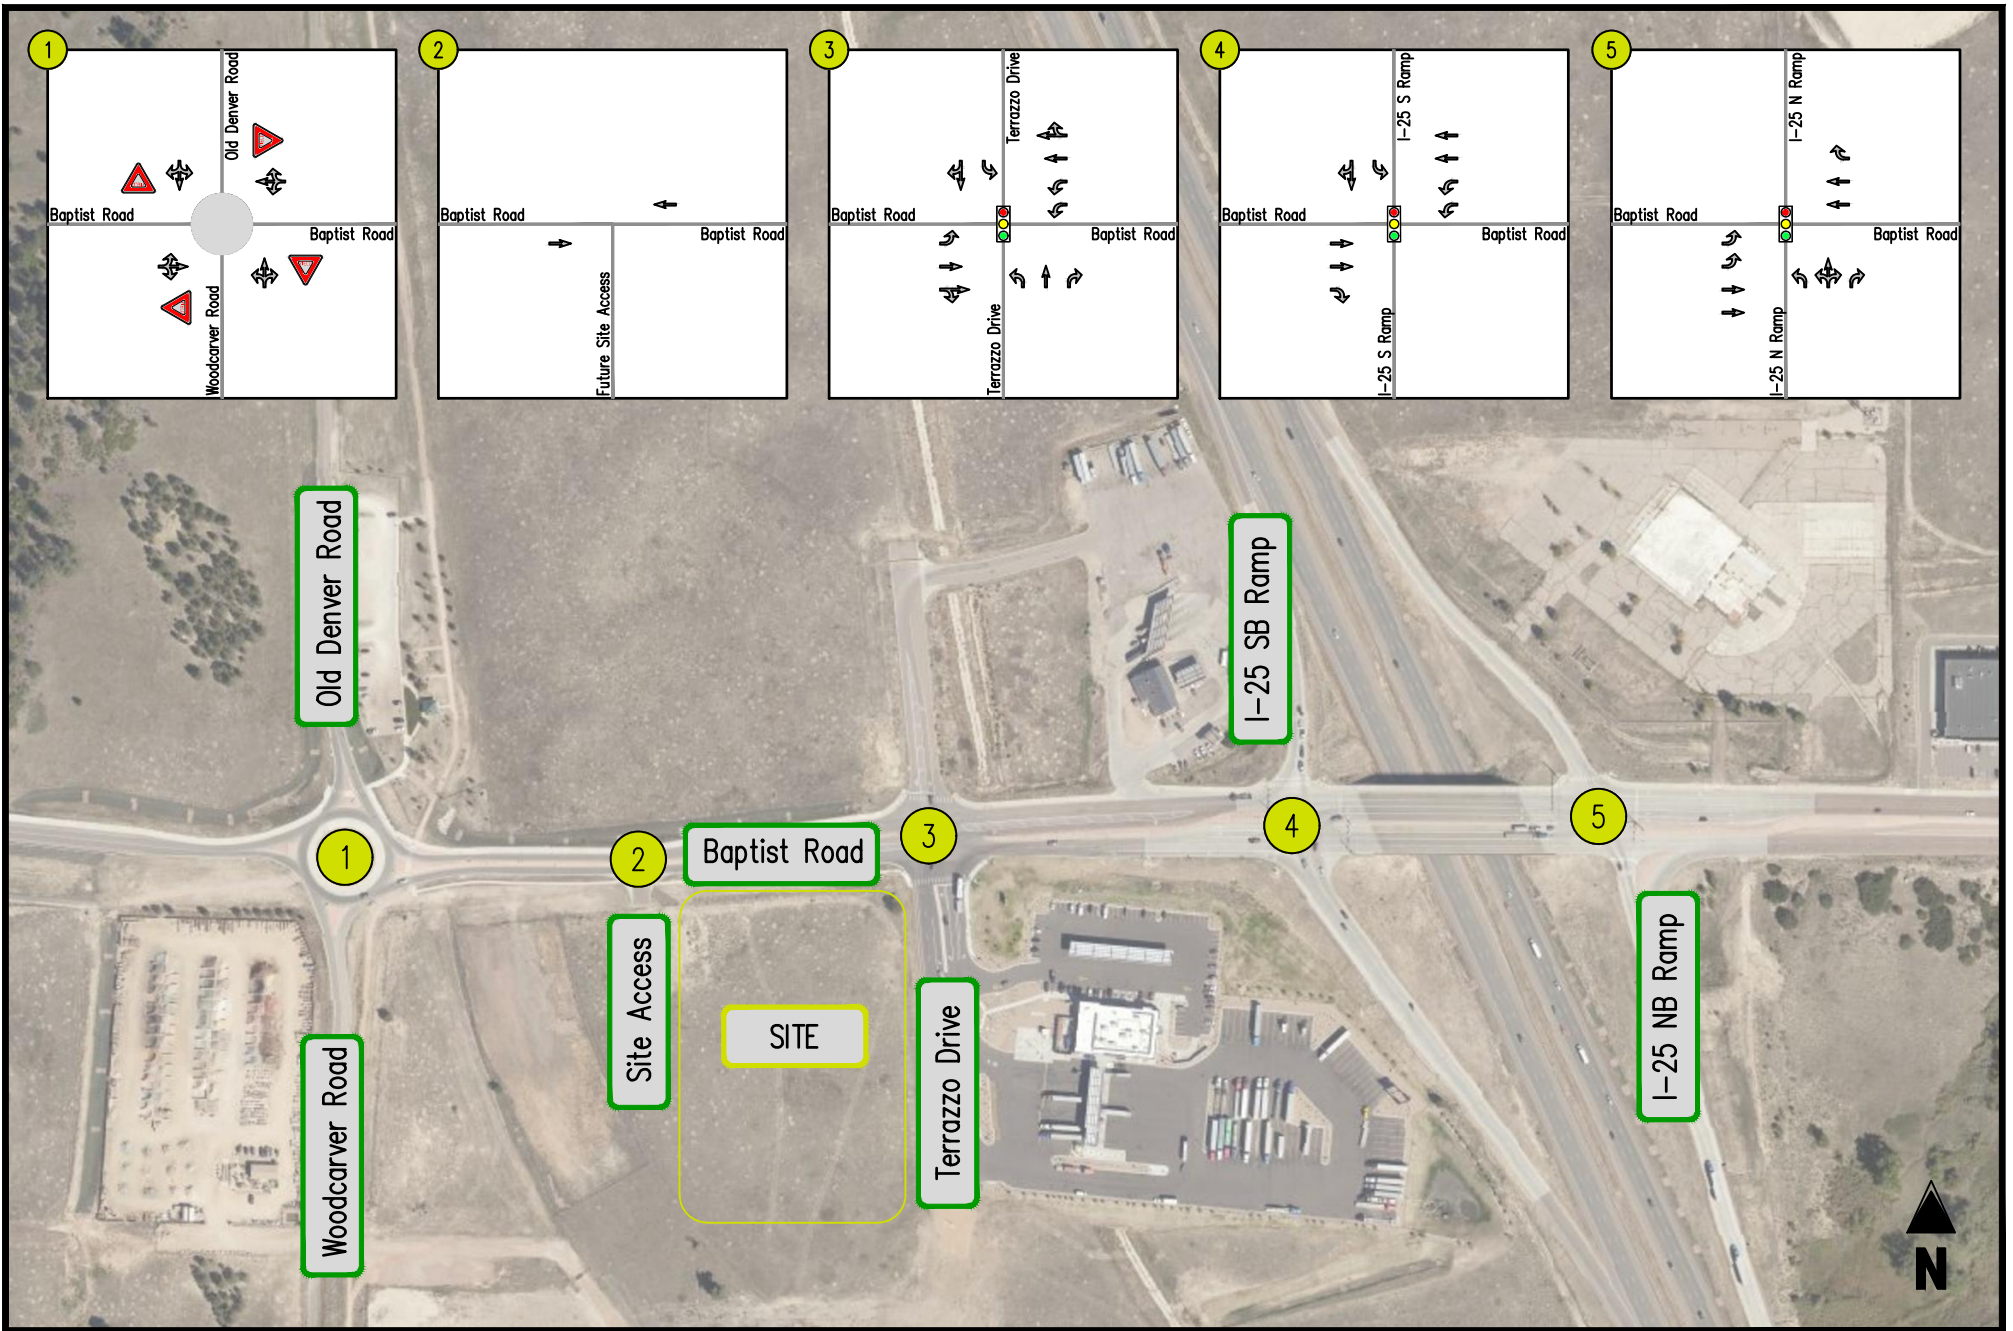 1
Old Denver Road
Baptist Road
Baptist Road
Woodcarver Road
2
Baptist Road
Baptist Road
Future Site Access
3
Terrazzo Drive
Baptist Road
Baptist Road
Terrazzo Drive
4
I-25 S Ramp
Baptist Road
Baptist Road
I-25 S Ramp
5
I-25 N Ramp
Baptist Road
Baptist Road
I-25 N Ramp
Old Denver Road
I-25 SB Ramp
1
2
Baptist Road
3
4
5
Site Access
SITE
Terrazzo Drive
I-25 NB Ramp
Woodcarver Road
N